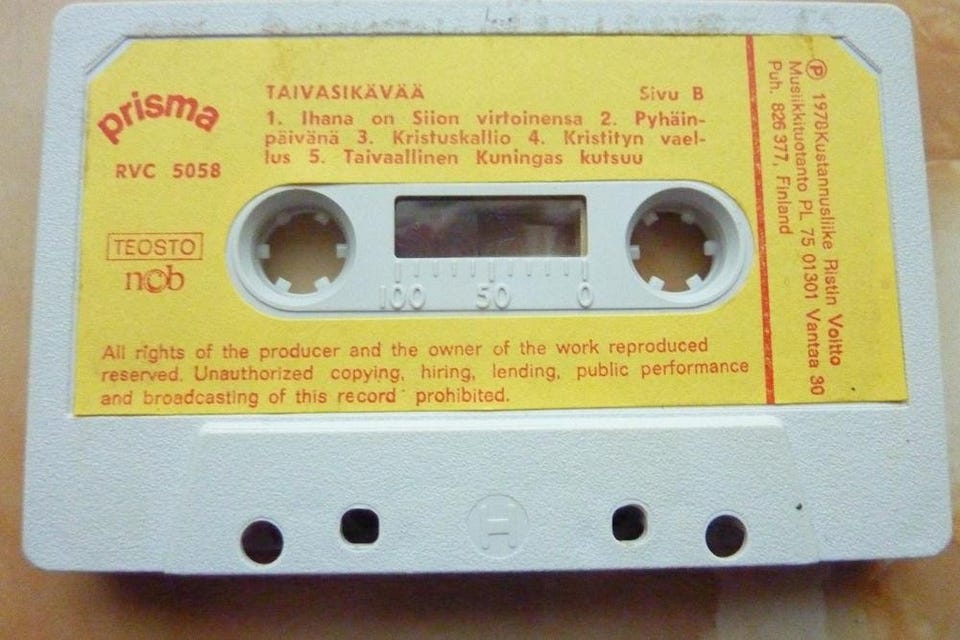 prisma
RVC 5058
TAIVASIKÄVÄÄ Sivu B
1. Ihana on Siion virtoinensa 2. Pyhäin-
päivänä 3. Kristuskallio 4. Kristityn vael-
lus 5. Taivaallinen Kuningas kutsuu
TEOSTO
ncb
100 50 0
All rights of the producer and the owner of the work reproduced
reserved. Unauthorized copying, hiring, lending, public performance
and broadcasting of this record prohibited.
Ⓟ 1978 Kustannusliike Ristin Voitto
Musiikkituotanto PL 75 01301 Vantaa 30
Puh. 826 377, Finland